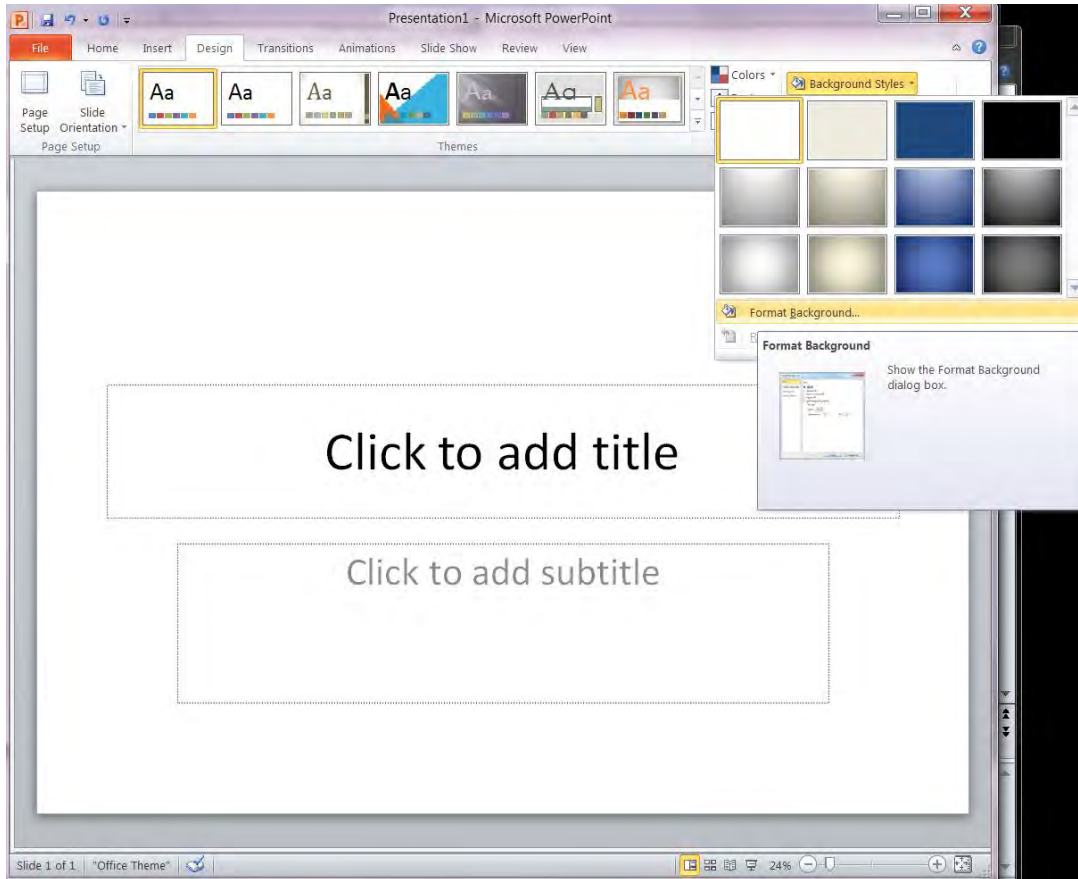 Presentation1 - Microsoft PowerPoint
File Home Insert Design Transitions Animations Slide Show Review View
Colors
Background Styles
Aa Aa Aa Aa Aa Aa Aa
Page Setup
Slide Orientation
Page Setup
Themes
Format Background...
Format Background
Show the Format Background
dialog box.
Click to add title
Click to add subtitle
Slide 1 of 1 "Office Theme" 24%